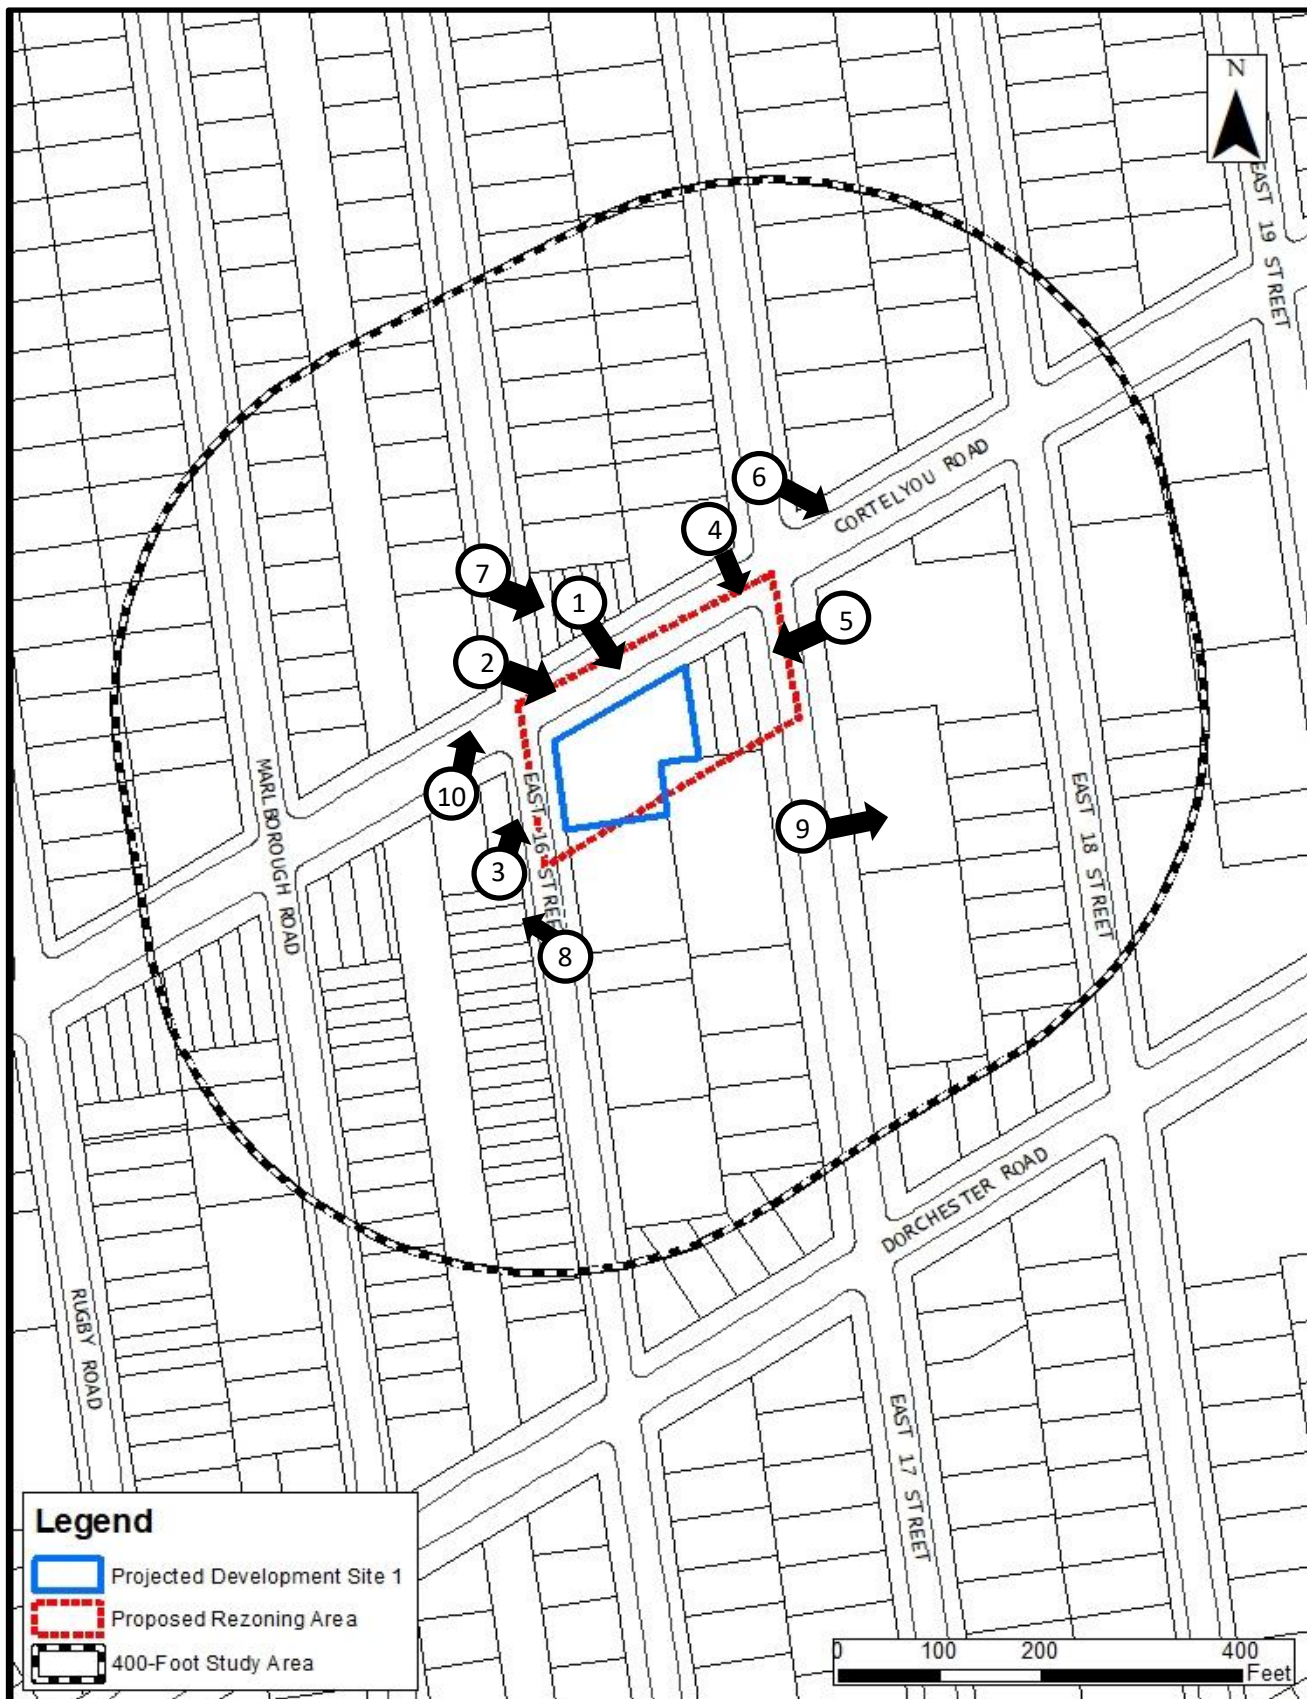 N
EAST 19 STREET
6
CORTELYOU ROAD
4
7
1
5
2
10
MARLBOROUGH ROAD
EAST 16 STREE
EAST 18 STREET
9
3
8
DORCHESTER ROAD
RUGBY ROAD
EAST 17 STREET
Legend
Projected Development Site 1
Proposed Rezoning Area
400-Foot Study Area
0 100 200 400
Feet